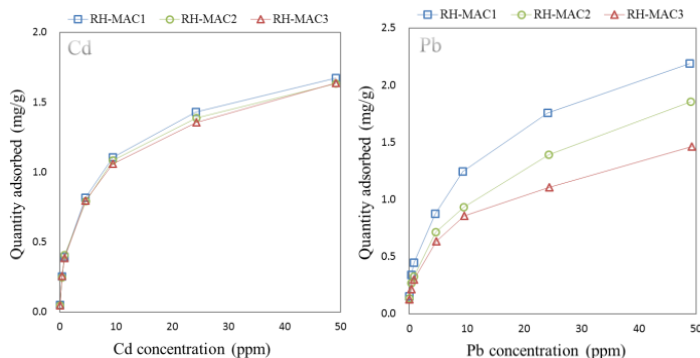 RH-MAC1 RH-MAC2 RH-MAC3
Cd
Quantity adsorbed (mg/g)
2.0
1.5
1.0
0.5
0.0
0 10 20 30 40 50
Cd concentration (ppm)
RH-MAC1 RH-MAC2 RH-MAC3
Pb
Quantity adsorbed (mg/g)
2.5
2.0
1.5
1.0
0.5
0.0
0 10 20 30 40 50
Pb concentration (ppm)